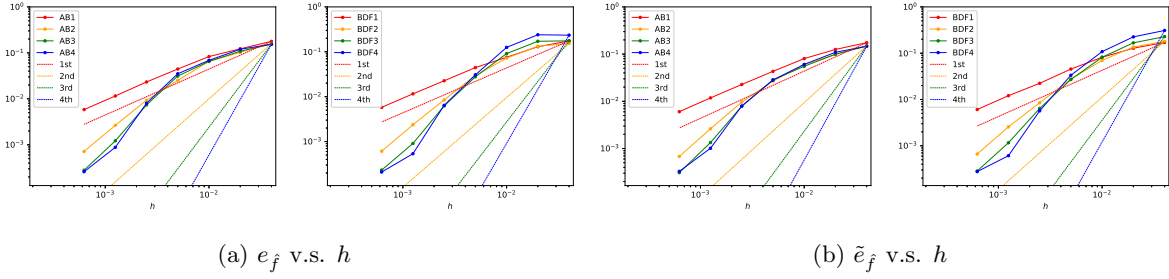 AB1
AB2
AB3
AB4
1st
2nd
3rd
4th
10⁻¹
10⁻²
10⁻³
10⁻³
10⁻²
h
BDF1
BDF2
BDF3
BDF4
1st
2nd
3rd
4th
10⁰
10⁻¹
10⁻²
10⁻³
10⁻³
10⁻²
h
AB1
AB2
AB3
AB4
1st
2nd
3rd
4th
10⁰
10⁻¹
10⁻²
10⁻³
10⁻³
10⁻²
h
BDF1
BDF2
BDF3
BDF4
1st
2nd
3rd
4th
10⁰
10⁻¹
10⁻²
10⁻³
10⁻³
10⁻²
h
(a) e_f̂ v.s. h
(b) ẽ_f̂ v.s. h